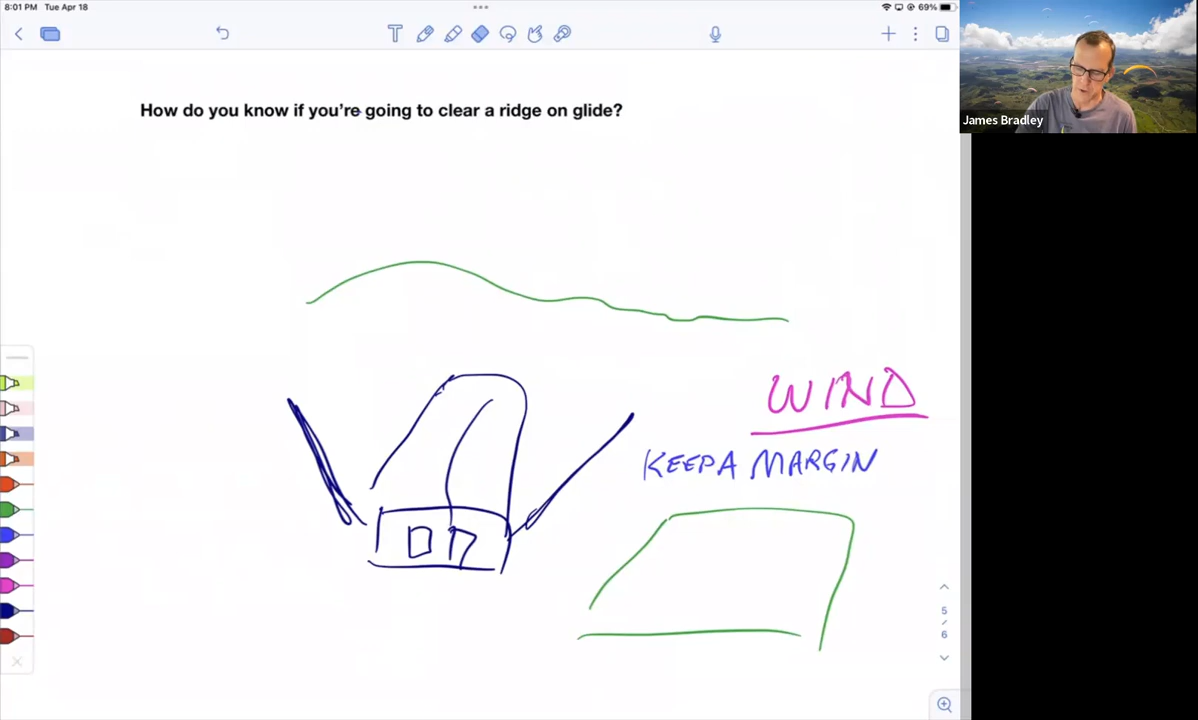 8:01 PM Tue Apr 18
69%
How do you know if you're going to clear a ridge on glide?
James Bradley
WIND
KEEP A MARGIN
5
/
6